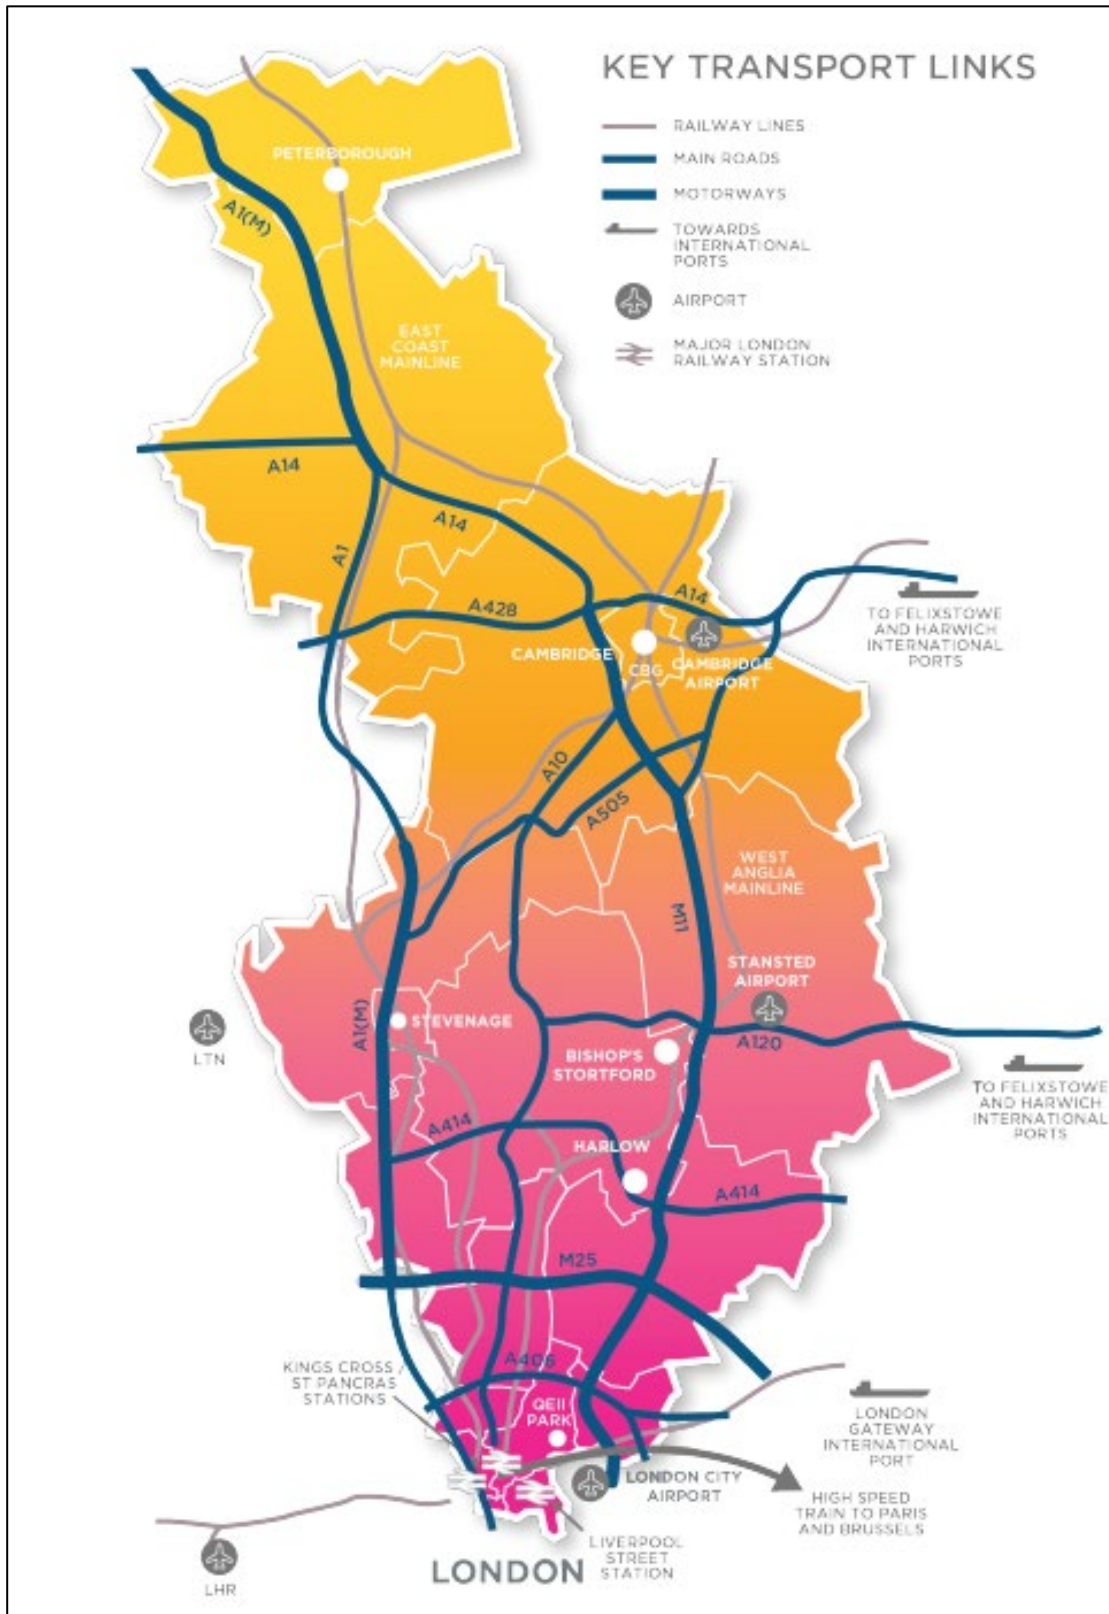 KEY TRANSPORT LINKS
RAILWAY LINES
MAIN ROADS
MOTORWAYS
TOWARDS
INTERNATIONAL
PORTS
AIRPORT
MAJOR LONDON
RAILWAY STATION
PETERBOROUGH
A1(M)
EAST
COAST
MAINLINE
A14
A14
A1
A428
A14
TO FELIXSTOWE
AND HARWICH
INTERNATIONAL
PORTS
CAMBRIDGE
CBG
CAMBRIDGE
AIRPORT
A10
A505
WEST
ANGLIA
MAINLINE
M11
STANSTED
AIRPORT
LTN
A1(M)
STEVENAGE
BISHOP'S
STORTFORD
A120
TO FELIXSTOWE
AND HARWICH
INTERNATIONAL
PORTS
A414
HARLOW
A414
M25
KINGS CROSS /
ST PANCRAS
STATIONS
A406
QEII
PARK
LONDON
GATEWAY
INTERNATIONAL
PORT
LONDON CITY
AIRPORT
HIGH SPEED
TRAIN TO PARIS
AND BRUSSELS
LIVERPOOL
STREET
STATION
LONDON
LHR